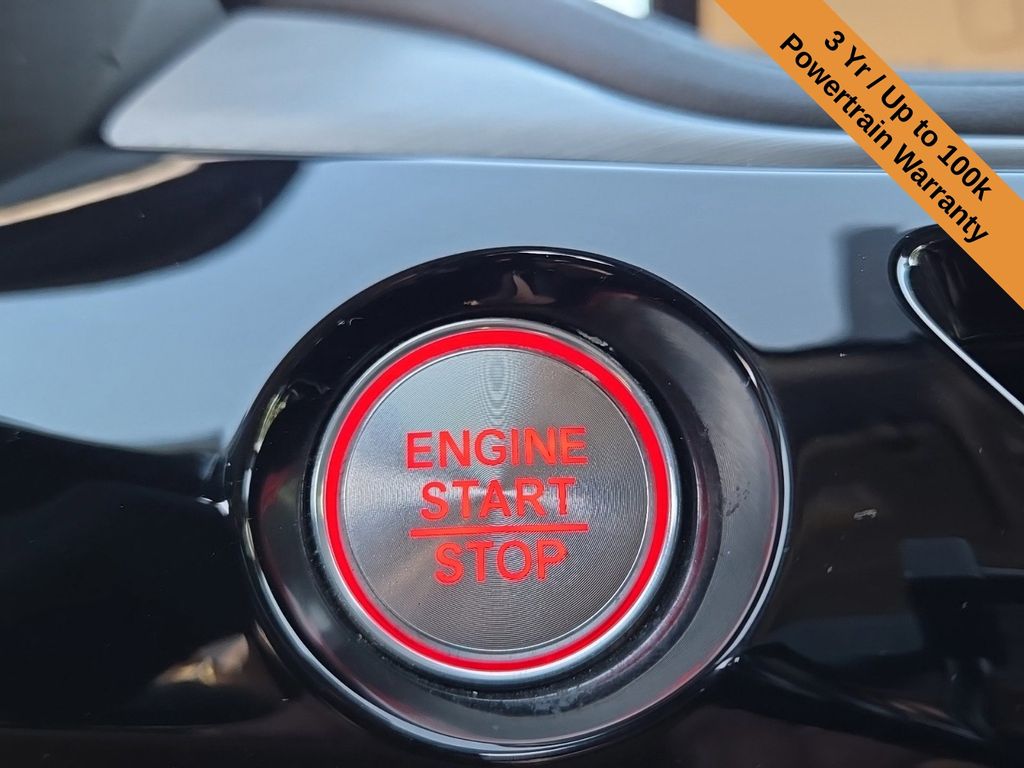 3 Yr / Up to 100k
Powertrain Warranty
ENGINE
START
STOP